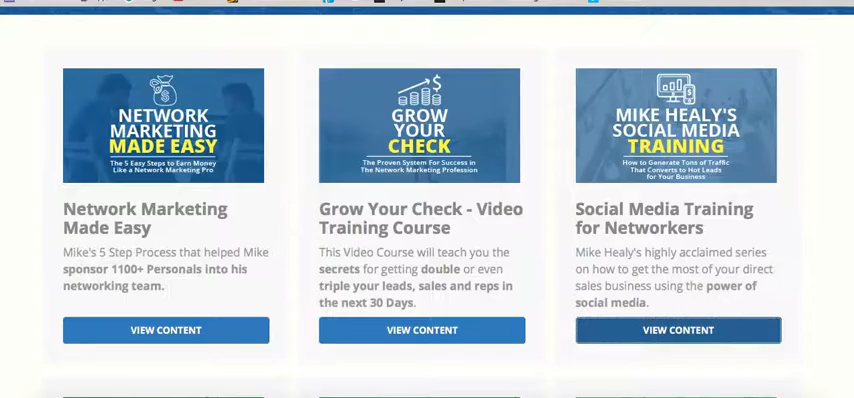 NETWORK
MARKETING
MADE EASY
The 5 Easy Steps to Earn Money
Like a Network Marketing Pro
Network Marketing
Made Easy
Mike's 5 Step Process that helped Mike
sponsor 1100+ Personals into his
networking team.
VIEW CONTENT
GROW
YOUR
CHECK
The Proven System For Success in
The Network Marketing Profession
Grow Your Check - Video
Training Course
This Video Course will teach you the
secrets for getting double or even
triple your leads, sales and reps in
the next 30 Days.
VIEW CONTENT
MIKE HEALY'S
SOCIAL MEDIA
TRAINING
How to Generate Tons of Traffic
That Converts to Hot Leads
for Your Business
Social Media Training
for Networkers
Mike Healy's highly acclaimed series
on how to get the most of your direct
sales business using the power of
social media.
VIEW CONTENT